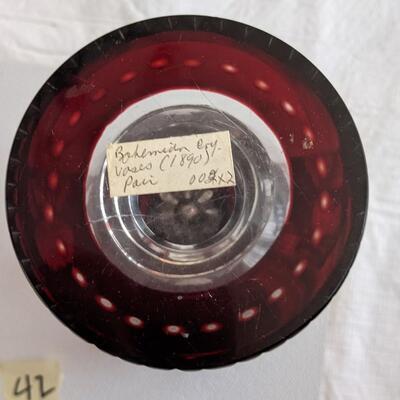 Bohemian Cry.
vases (1890)
Pair 002X2
42